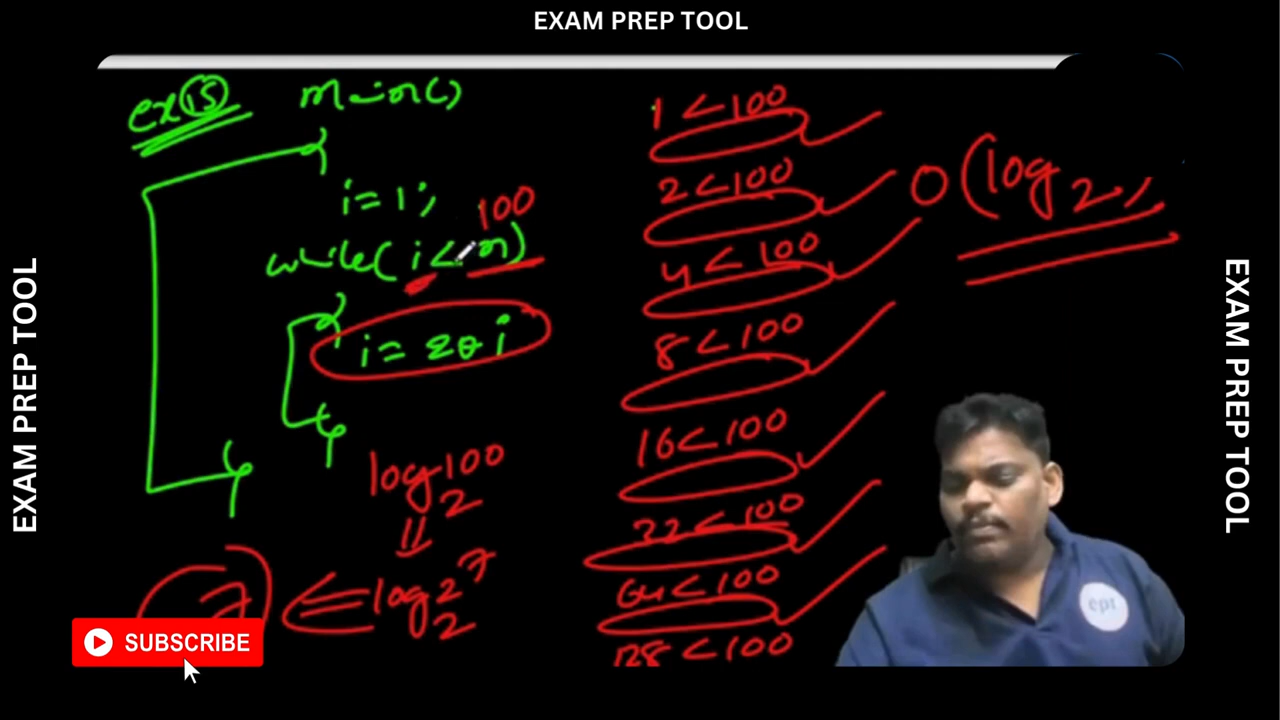 EXAM PREP TOOL
EXAM PREP TOOL
EXAM PREP TOOL
ex 15 main()
i=1;
100
while( i<n)
i= 2* i
log 100
2
=
7 <= log 2^7
2
1 < 100
2 < 100
4 < 100
8 < 100
16 < 100
32 < 100
64 < 100
128 < 100
O(log 2
ept
SUBSCRIBE